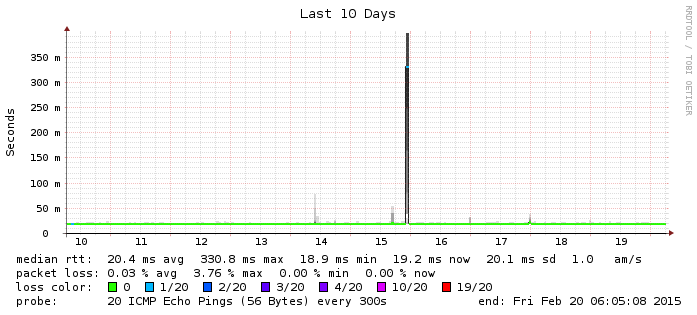 Last 10 Days
RRDTOOL / TOBI OETIKER
Seconds
350 m
300 m
250 m
200 m
150 m
100 m
50 m
0
10 11 12 13 14 15 16 17 18 19
median rtt: 20.4 ms avg 330.8 ms max 18.9 ms min 19.2 ms now 20.1 ms sd 1.0 am/s
packet loss: 0.03 % avg 3.76 % max 0.00 % min 0.00 % now
loss color: 0 1/20 2/20 3/20 4/20 10/20 19/20
probe: 20 ICMP Echo Pings (56 Bytes) every 300s end: Fri Feb 20 06:05:08 2015